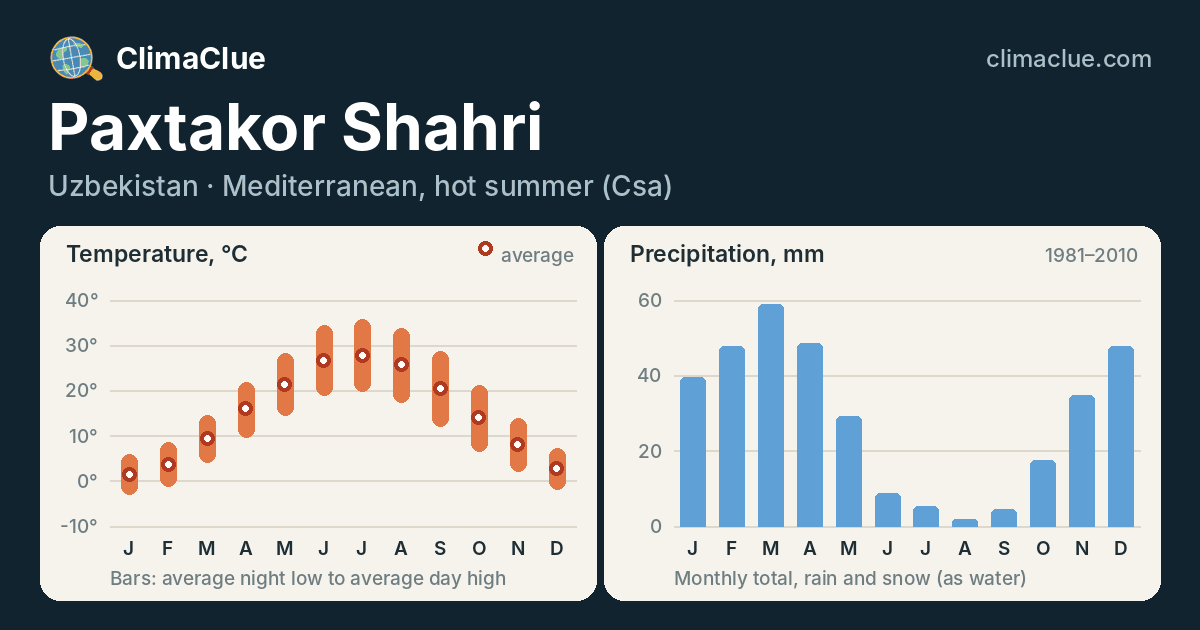 ClimaClue
climaclue.com
Paxtakor Shahri
Uzbekistan · Mediterranean, hot summer (Csa)
Temperature, °C
average
40°
30°
20°
10°
0°
-10°
J F M A M J J A S O N D
Bars: average night low to average day high
Precipitation, mm
1981–2010
60
40
20
0
J F M A M J J A S O N D
Monthly total, rain and snow (as water)